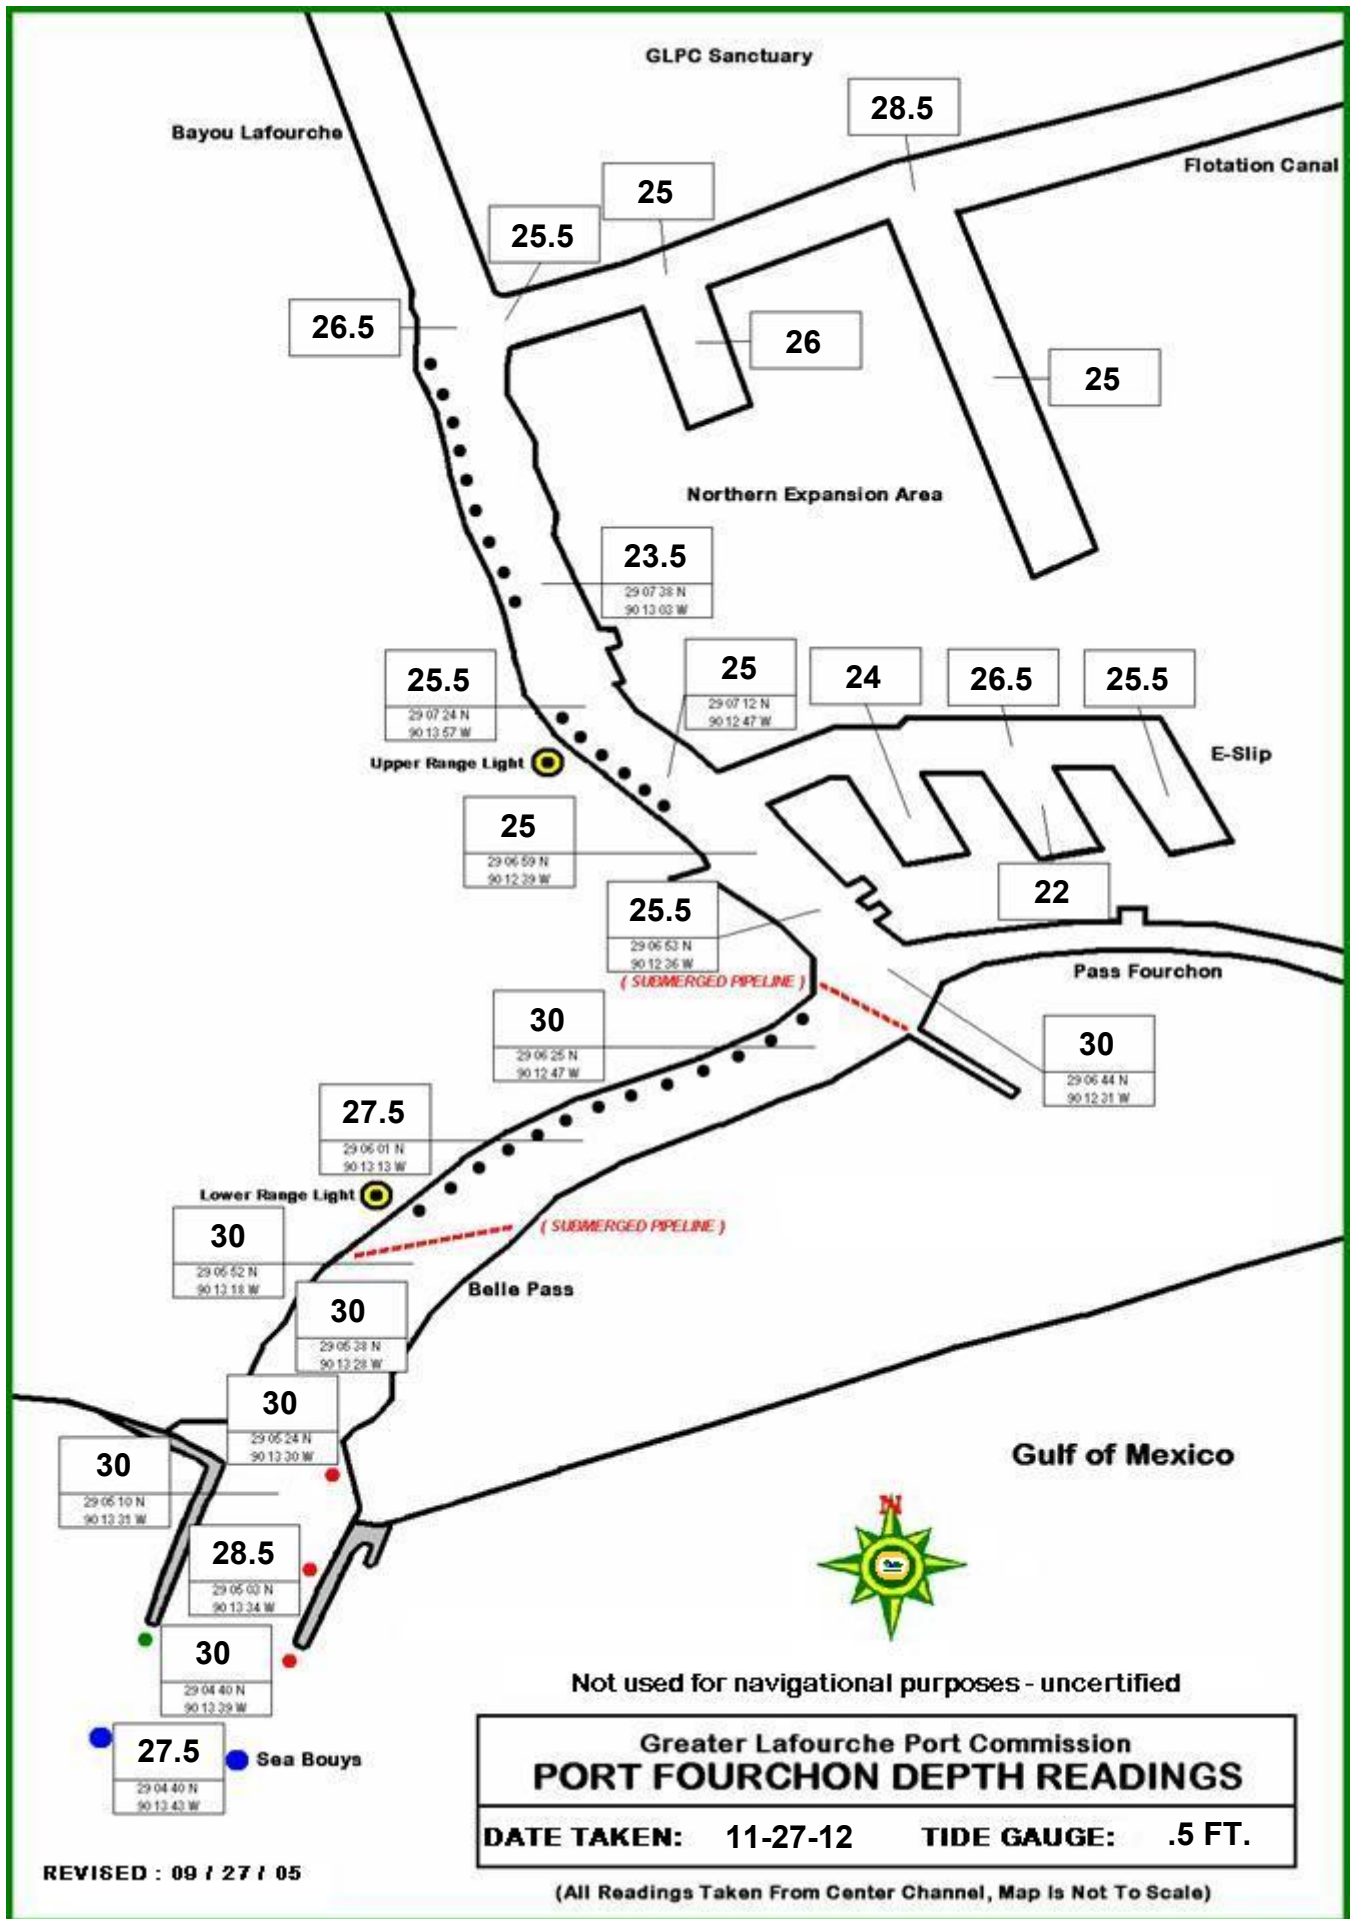 GLPC Sanctuary
28.5
Bayou Lafourche
Flotation Canal
25
25.5
26.5
26
25
Northern Expansion Area
23.5
29 07 38 N
90 13 03 W
25.5
29 07 24 N
90 13 57 W
25
29 07 12 N
90 12 47 W
24
26.5
25.5
E-Slip
Upper Range Light
25
29 06 59 N
90 12 39 W
22
25.5
29 06 53 N
90 12 36 W
( SUBMERGED PIPELINE )
Pass Fourchon
30
29 06 25 N
90 12 47 W
30
29 06 44 N
90 12 31 W
27.5
29 06 01 N
90 13 13 W
Lower Range Light
30
29 05 52 N
90 13 18 W
( SUBMERGED PIPELINE )
Belle Pass
30
29 05 38 N
90 13 28 W
30
29 05 24 N
90 13 30 W
30
29 05 10 N
90 13 31 W
Gulf of Mexico
N
28.5
29 05 03 N
90 13 34 W
30
29 04 40 N
90 13 39 W
27.5
29 04 40 N
90 13 43 W
Sea Bouys
Not used for navigational purposes - uncertified
Greater Lafourche Port Commission
PORT FOURCHON DEPTH READINGS
DATE TAKEN: 11-27-12 TIDE GAUGE: .5 FT.
REVISED : 09 / 27 / 05
(All Readings Taken From Center Channel, Map Is Not To Scale)